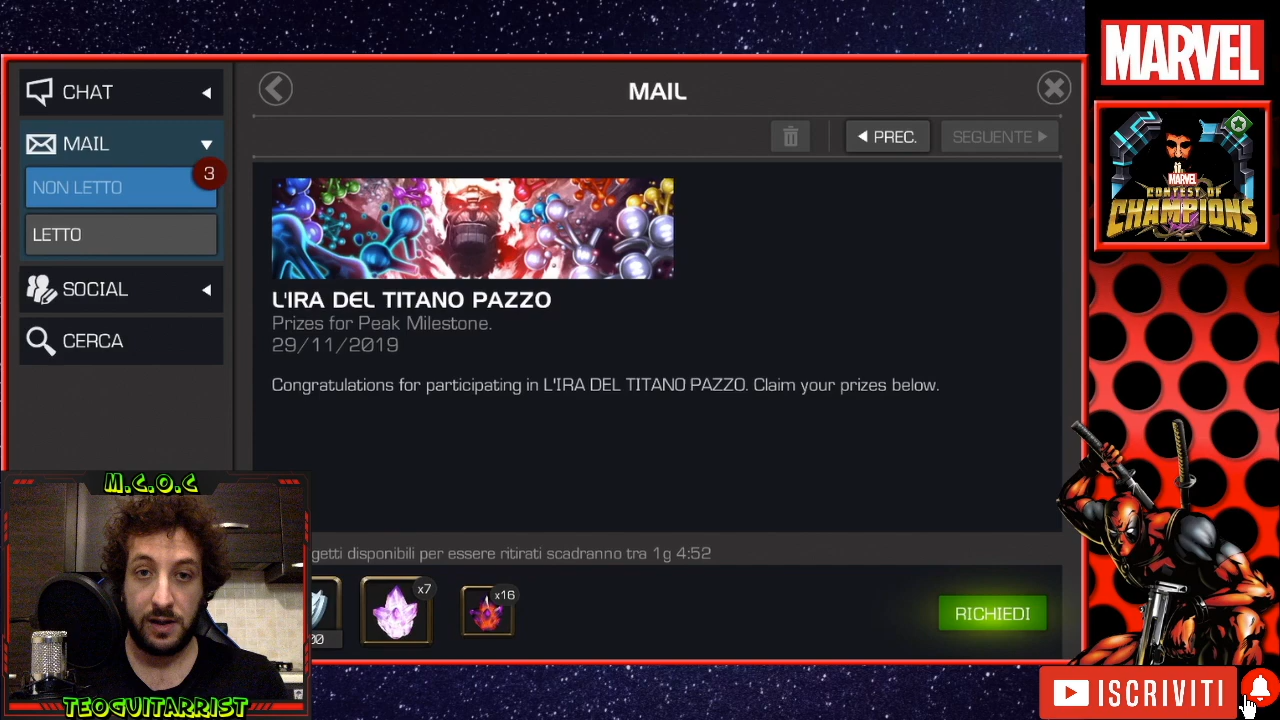 CHAT
MAIL
3
NON LETTO
LETTO
SOCIAL
CERCA
MAIL
PREC.
SEGUENTE
L'IRA DEL TITANO PAZZO
Prizes for Peak Milestone.
29/11/2019
Congratulations for participating in L'IRA DEL TITANO PAZZO. Claim your prizes below.
getti disponibili per essere ritirati scadranno tra 1g 4:52
00
x7
x16
RICHIEDI
M.C.O.C
TEOGUITARRIST
MARVEL
MARVEL
CONTEST OF
CHAMPIONS
ISCRIVITI